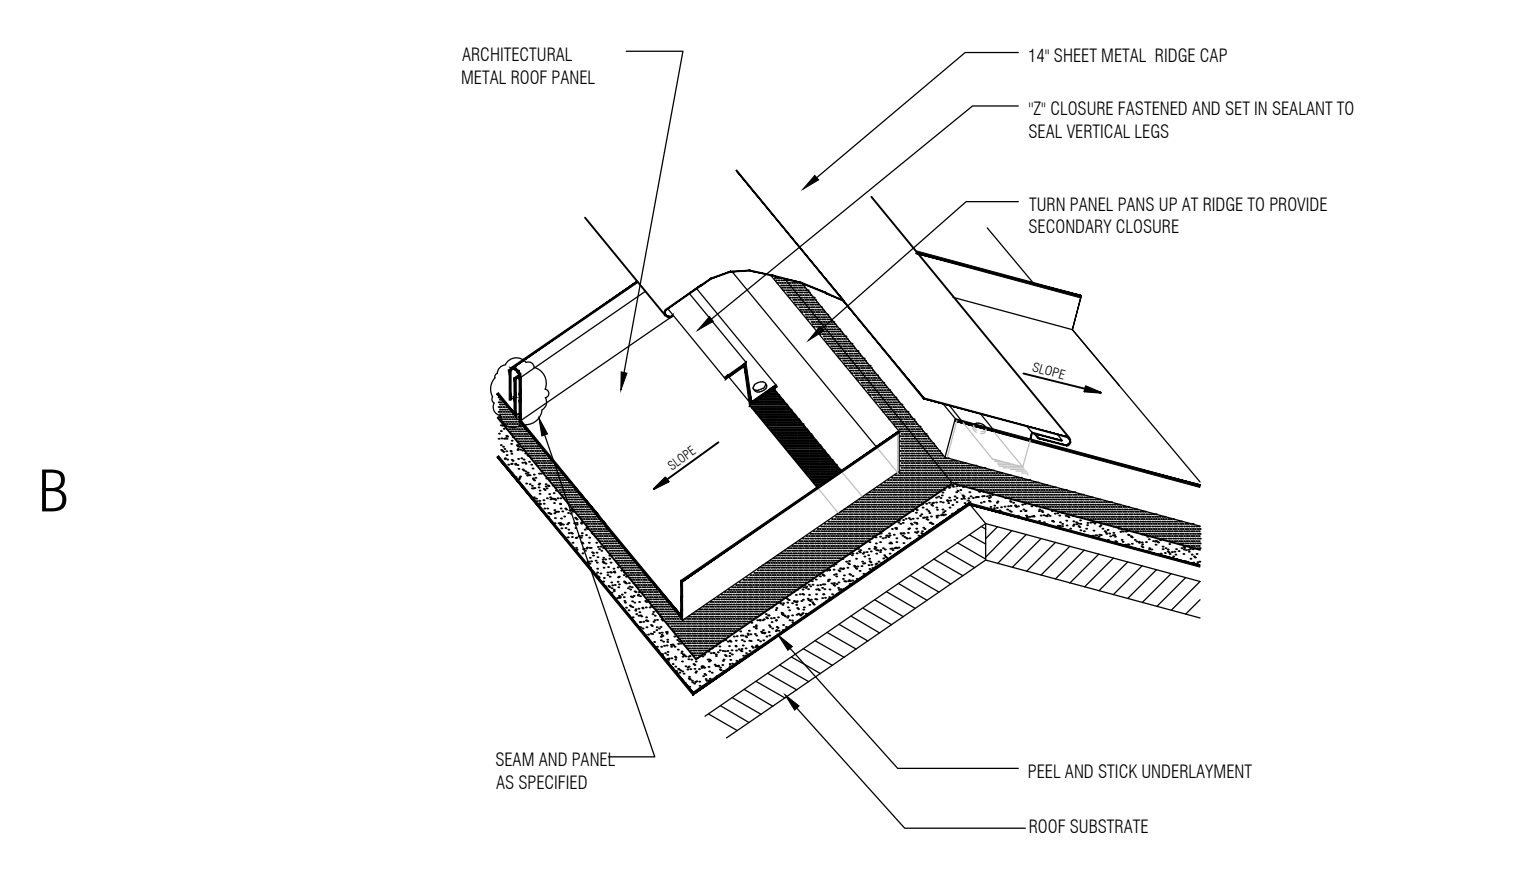 ARCHITECTURAL
METAL ROOF PANEL
14" SHEET METAL RIDGE CAP
"Z" CLOSURE FASTENED AND SET IN SEALANT TO
SEAL VERTICAL LEGS
TURN PANEL PANS UP AT RIDGE TO PROVIDE
SECONDARY CLOSURE
SLOPE
SLOPE
B
SEAM AND PANEL
AS SPECIFIED
PEEL AND STICK UNDERLAYMENT
ROOF SUBSTRATE